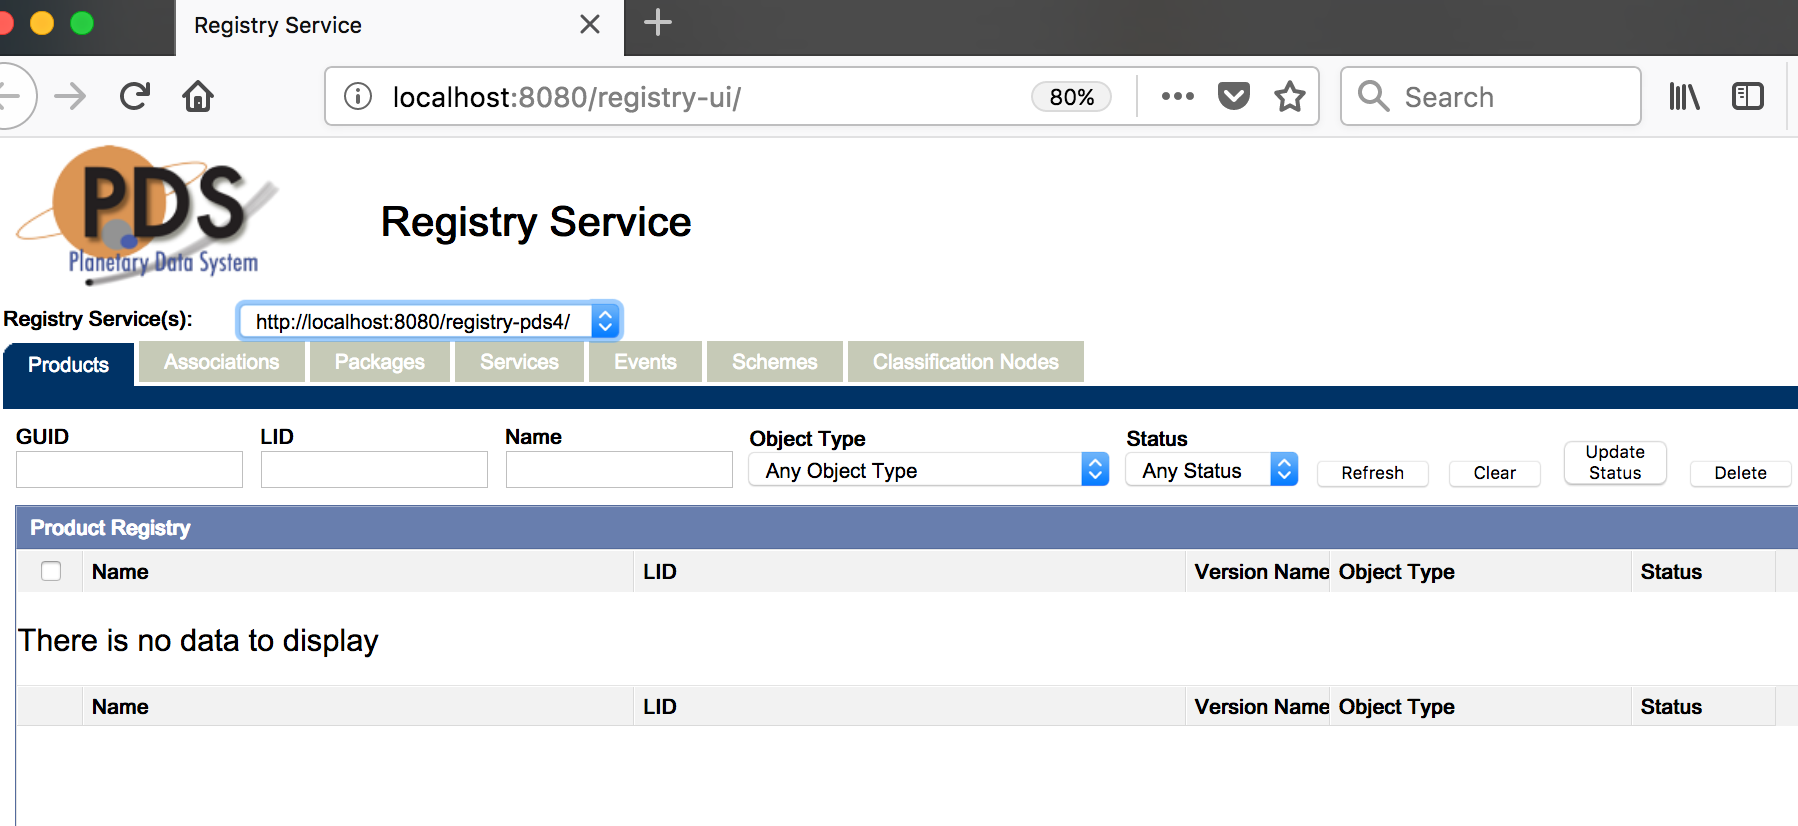 Registry Service
localhost:8080/registry-ui/
80%
Search
PDS
Planetary Data System
Registry Service
Registry Service(s):
http://localhost:8080/registry-pds4/
Products
Associations
Packages
Services
Events
Schemes
Classification Nodes
GUID
LID
Name
Object Type
Status
Any Object Type
Any Status
Refresh
Clear
Update
Status
Delete
Product Registry
Name
LID
Version Name
Object Type
Status
There is no data to display
Name
LID
Version Name
Object Type
Status